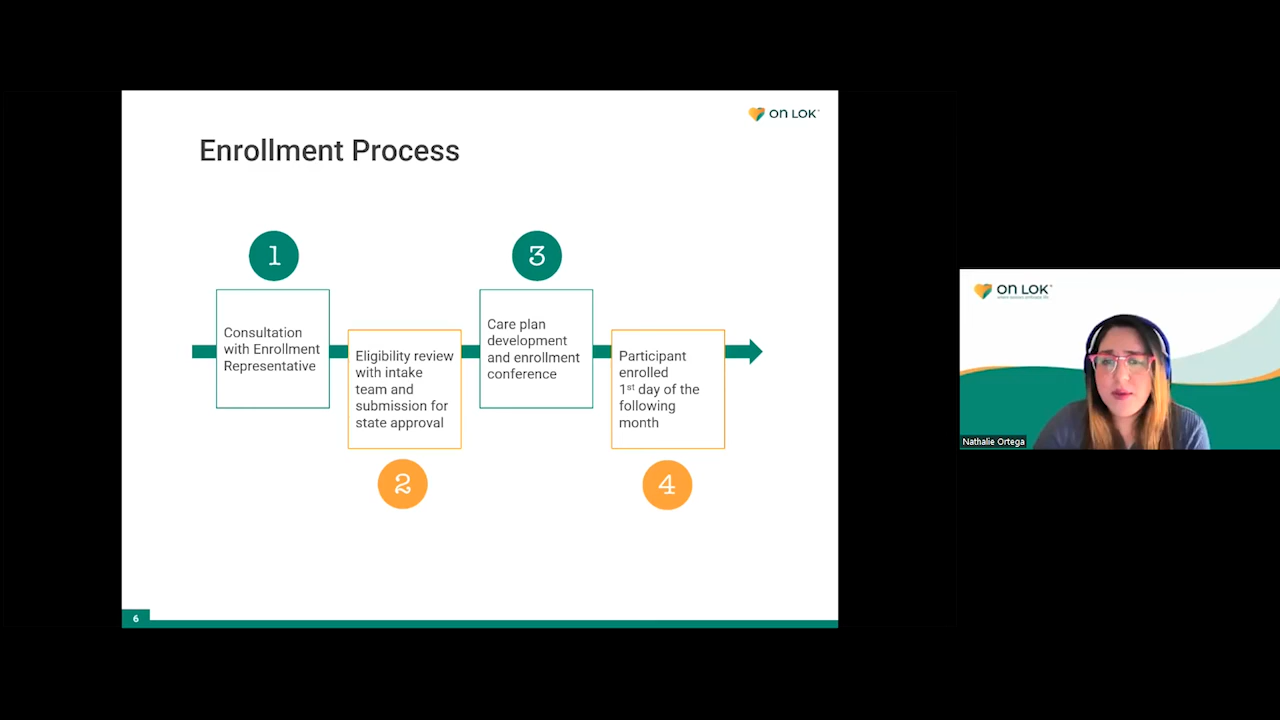 ON LOK
Enrollment Process
1
Consultation
with Enrollment
Representative
2
Eligibility review
with intake
team and
submission for
state approval
3
Care plan
development
and enrollment
conference
4
Participant
enrolled
1st day of the
following
month
6
ON LOK
Nathalie Ortega